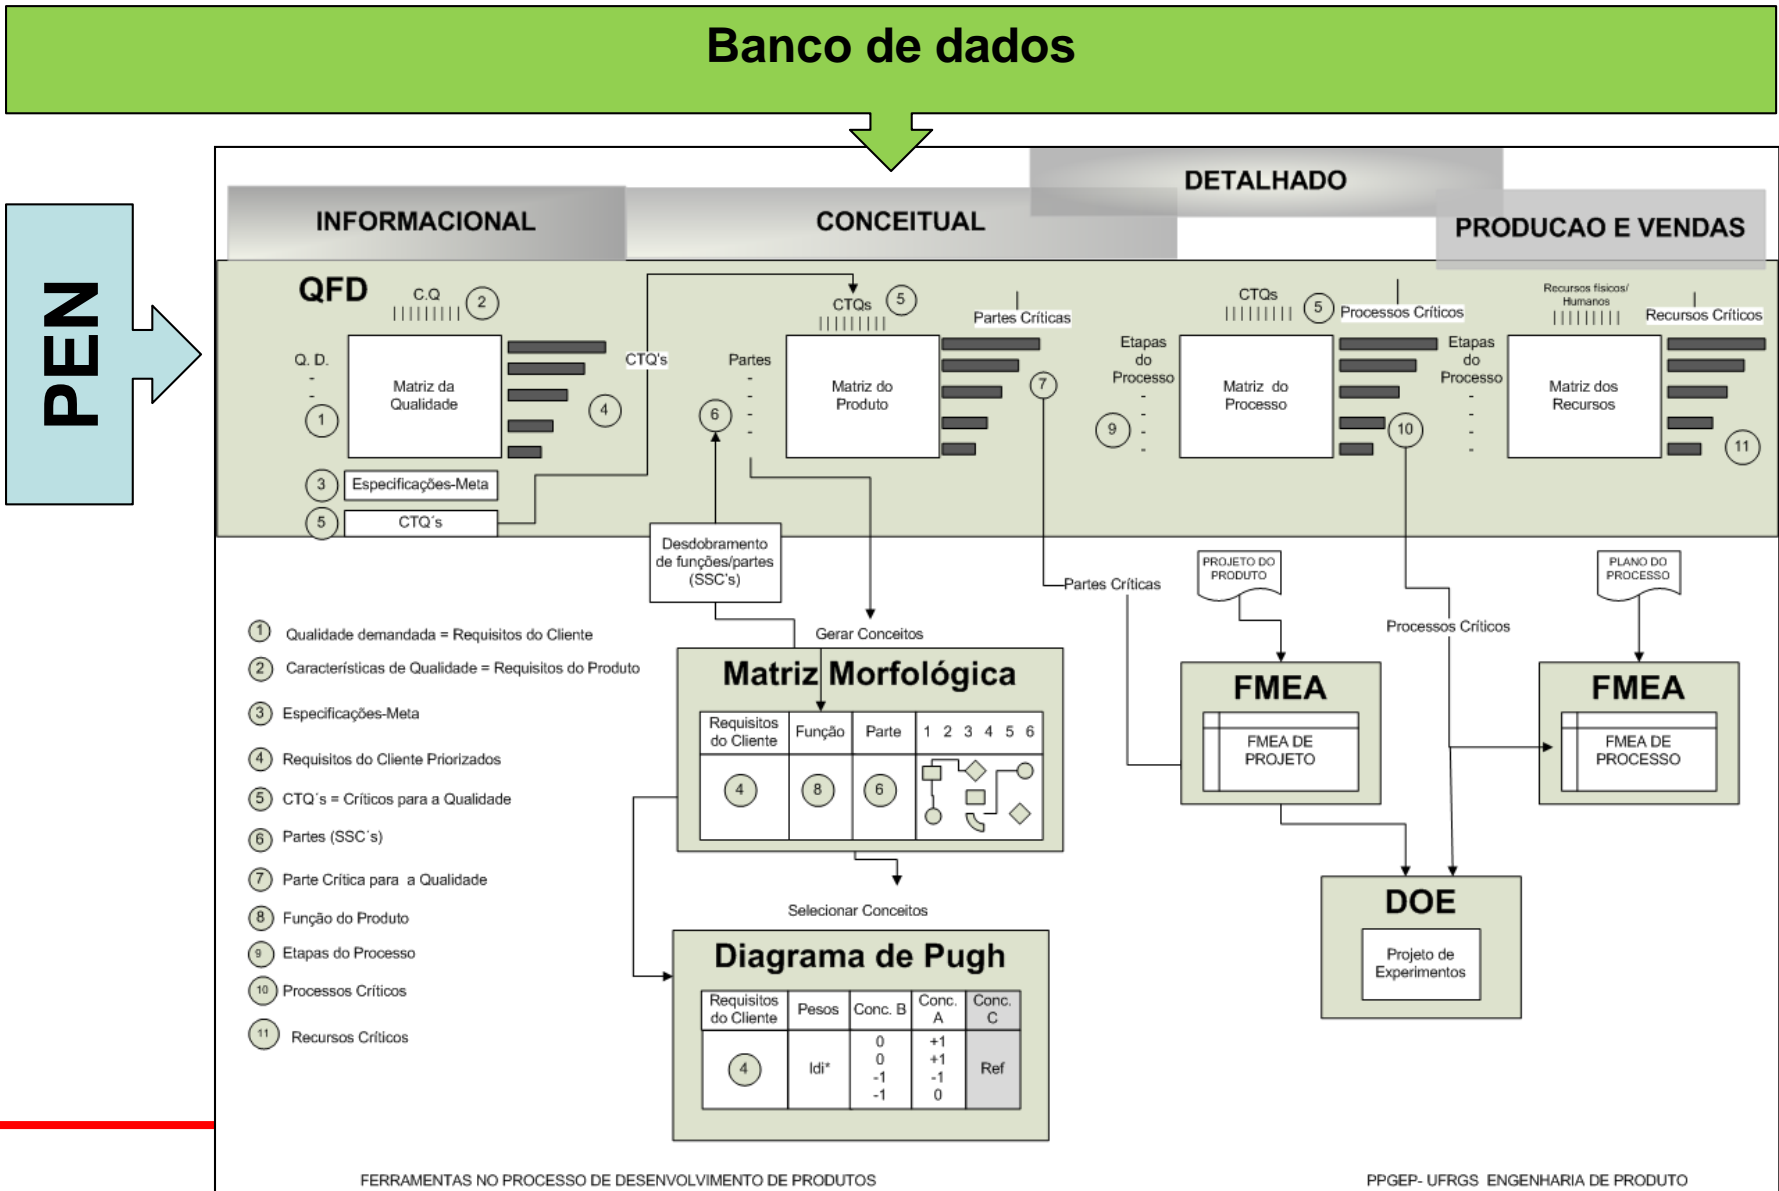 Banco de dados
PEN
INFORMACIONAL
CONCEITUAL
DETALHADO
PRODUCAO E VENDAS
QFD
C.Q
2
Q. D.
-
-
1
Matriz da
Qualidade
4
3
Especificações-Meta
5
CTQ´s
CTQ's
CTQs
5
Partes Críticas
Partes
-
-
-
-
-
6
Matriz do
Produto
7
CTQs
5
Processos Críticos
Etapas
do
Processo
-
-
-
-
9
Matriz do
Processo
10
Recursos físicos/
Humanos
Recursos Críticos
Etapas
do
Processo
-
-
-
-
Matriz dos
Recursos
11
Desdobramento
de funções/partes
(SSC's)
Gerar Conceitos
Partes Críticas
PROJETO DO
PRODUTO
Processos Críticos
PLANO DO
PROCESSO
1 Qualidade demandada = Requisitos do Cliente
2 Características de Qualidade = Requisitos do Produto
3 Especificações-Meta
4 Requisitos do Cliente Priorizados
5 CTQ´s = Críticos para a Qualidade
6 Partes (SSC´s)
7 Parte Crítica para a Qualidade
8 Função do Produto
9 Etapas do Processo
10 Processos Críticos
11 Recursos Críticos
Matriz Morfológica
Requisitos
do Cliente
Função
Parte
1 2 3 4 5 6
4
8
6
Selecionar Conceitos
Diagrama de Pugh
Requisitos
do Cliente
Pesos
Conc. B
Conc.
A
Conc.
C
4
Idi*
0
0
-1
-1
+1
+1
-1
0
Ref
FMEA
FMEA DE
PROJETO
FMEA
FMEA DE
PROCESSO
DOE
Projeto de
Experimentos
FERRAMENTAS NO PROCESSO DE DESENVOLVIMENTO DE PRODUTOS
PPGEP- UFRGS ENGENHARIA DE PRODUTO